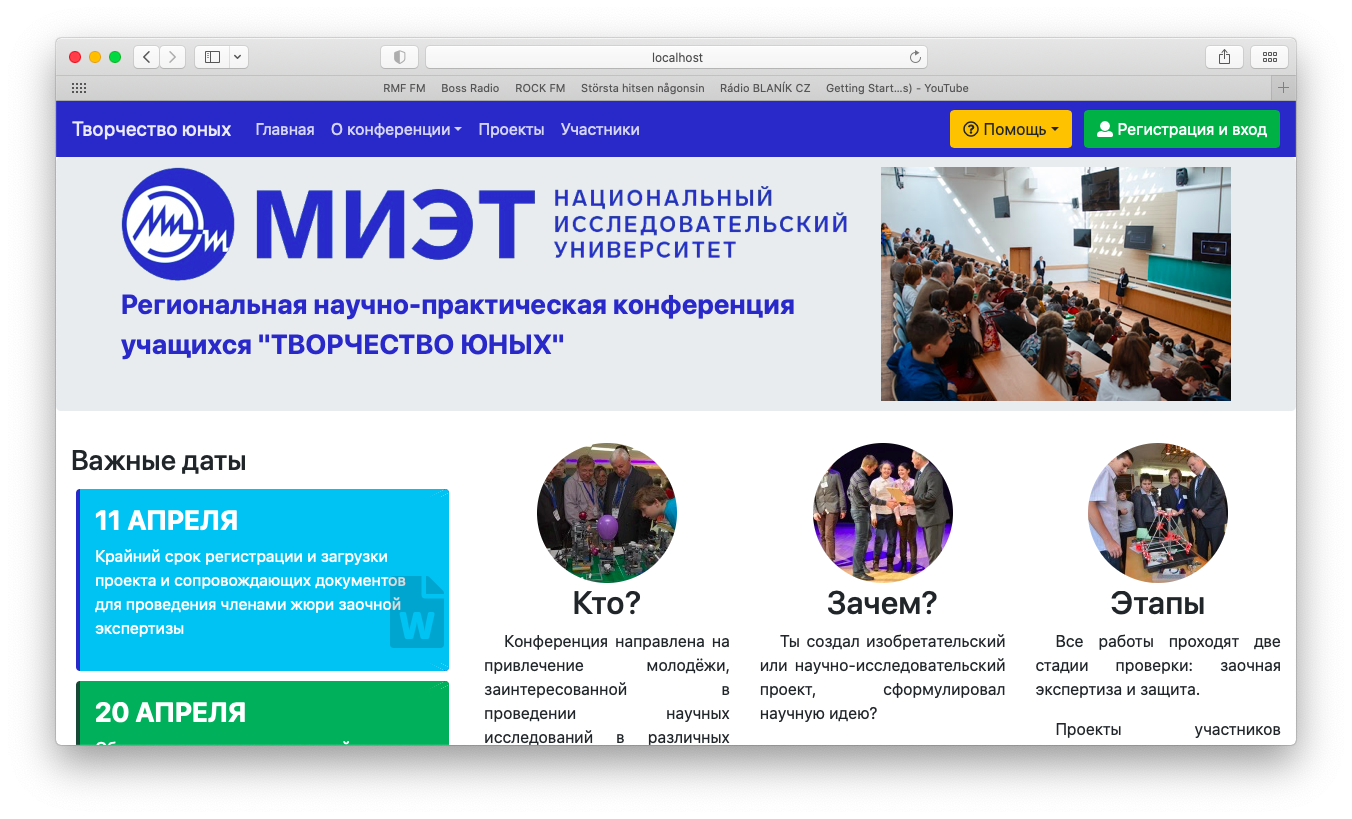 localhost
RMF FM Boss Radio ROCK FM Största hitsen någonsin Rádio BLANÍK CZ Getting Start...s) - YouTube
Творчество юных Главная О конференции Проекты Участники Помощь Регистрация и вход
МИЭТ
НАЦИОНАЛЬНЫЙ
ИССЛЕДОВАТЕЛЬСКИЙ
УНИВЕРСИТЕТ
Региональная научно-практическая конференция
учащихся "ТВОРЧЕСТВО ЮНЫХ"
Важные даты
11 АПРЕЛЯ
Крайний срок регистрации и загрузки
проекта и сопровождающих документов
для проведения членами жюри заочной
экспертизы
W
20 АПРЕЛЯ
Кто?
Конференция направлена на
привлечение молодёжи,
заинтересованной в
проведении научных
исследований в различных
Зачем?
Ты создал изобретательский
или научно-исследовательский
проект, сформулировал
научную идею?
Этапы
Все работы проходят две
стадии проверки: заочная
экспертиза и защита.
Проекты участников